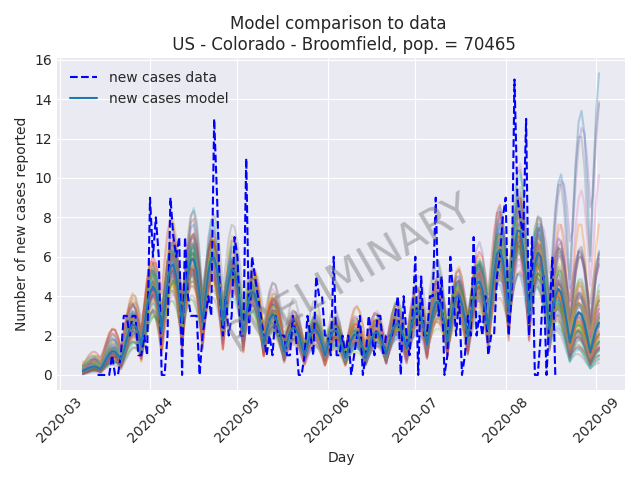 Model comparison to data
US - Colorado - Broomfield, pop. = 70465
16
14
12
10
8
6
4
2
0
Number of new cases reported
new cases data
new cases model
PRELIMINARY
2020-03
2020-04
2020-05
2020-06
2020-07
2020-08
2020-09
Day